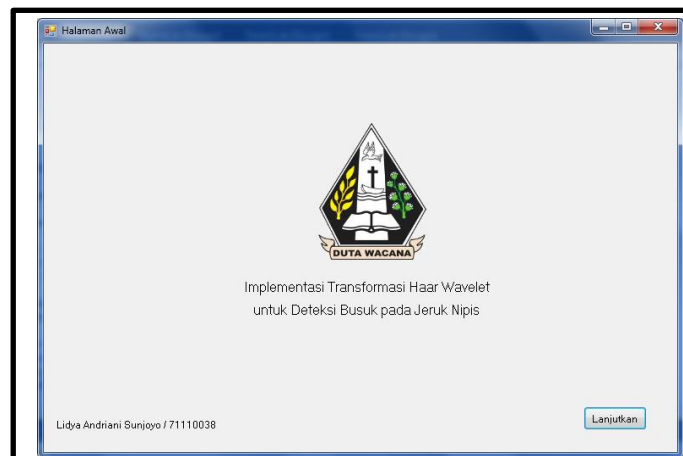 Halaman Awal
DUTA WACANA
Implementasi Transformasi Haar Wavelet
untuk Deteksi Busuk pada Jeruk Nipis
Lidya Andriani Sunjoyo / 71110038
Lanjutkan